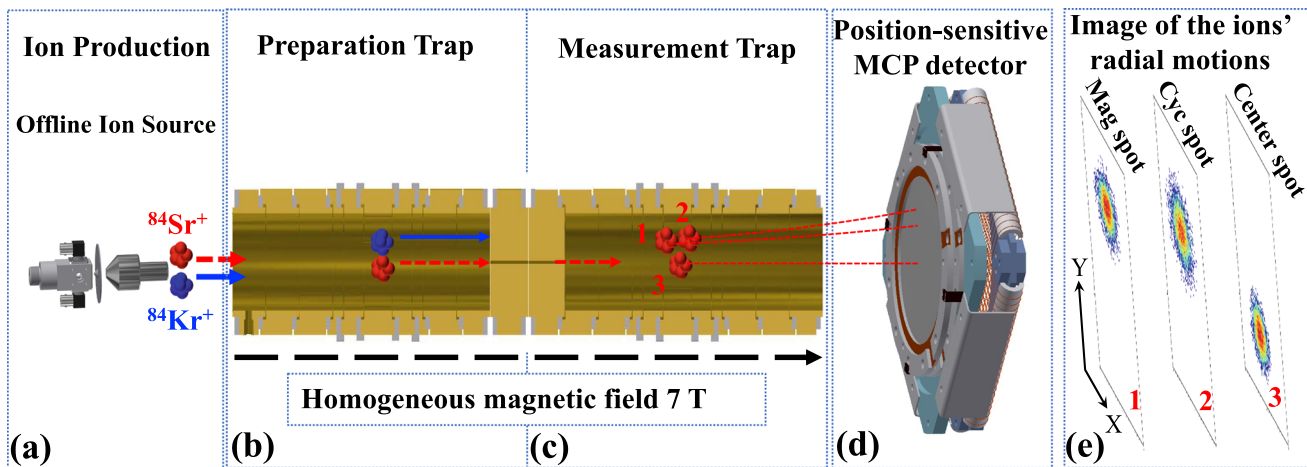 Ion Production
Offline Ion Source
⁸⁴Sr⁺
⁸⁴Kr⁺
(a)
Preparation Trap
(b)
Measurement Trap
1
2
3
(c)
Homogeneous magnetic field 7 T
Position-sensitive
MCP detector
(d)
Image of the ions’
radial motions
Mag spot
Cyc spot
Center spot
Y
X
1
2
3
(e)